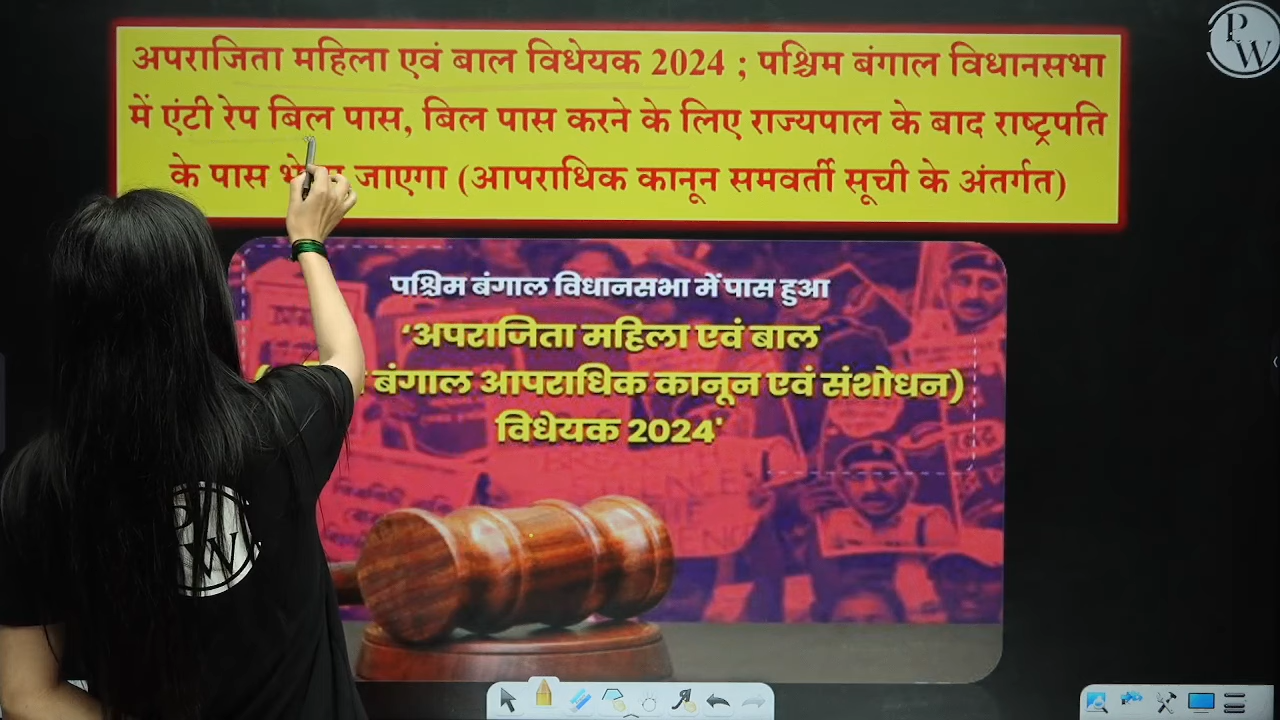 PW
अपराजिता महिला एवं बाल विधेयक 2024 ; पश्चिम बंगाल विधानसभा
में एंटी रेप बिल पास, बिल पास करने के लिए राज्यपाल के बाद राष्ट्रपति
के पास जाएगा (आपराधिक कानून समवर्ती सूची के अंतर्गत)
पश्चिम बंगाल विधानसभा में पास हुआ
'अपराजिता महिला एवं बाल
बंगाल आपराधिक कानून एवं संशोधन)
विधेयक 2024'
PW